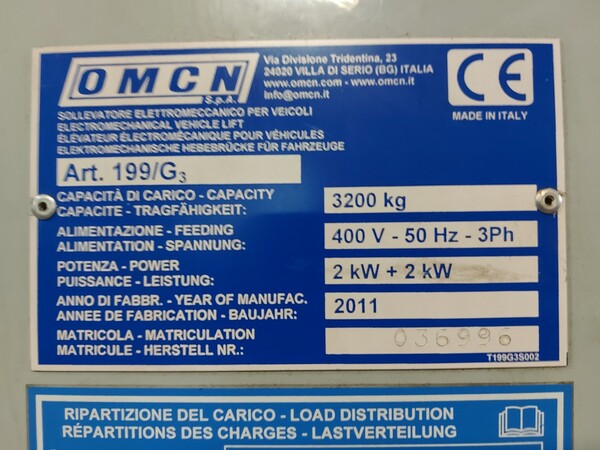 OMCN
S.p.A.
Via Divisione Tridentina, 23
24020 VILLA DI SERIO (BG) ITALIA
www.omcn.com - www.omcn.it
info@omcn.it
CE
MADE IN ITALY
SOLLEVATORE ELETTROMECCANICO PER VEICOLI
ELECTROMECHANICAL VEHICLE LIFT
ÉLÉVATEUR ÉLECTROMÉCANIQUE POUR VÉHICULES
ELEKTROMECHANISCHE HEBEBRÜCKE FÜR FAHRZEUGE
Art. 199/G3
CAPACITÀ DI CARICO - CAPACITY
CAPACITE - TRAGFÄHIGKEIT:
3200 kg
ALIMENTAZIONE - FEEDING
ALIMENTATION - SPANNUNG:
400 V - 50 Hz - 3Ph
POTENZA - POWER
PUISSANCE - LEISTUNG:
2 kW + 2 kW
ANNO DI FABBR. - YEAR OF MANUFAC.
ANNEE DE FABRICATION - BAUJAHR:
2011
MATRICOLA - MATRICULATION
MATRICULE - HERSTELL NR.:
036996
T199G3S002
RIPARTIZIONE DEL CARICO - LOAD DISTRIBUTION
RÉPARTITIONS DES CHARGES - LASTVERTEILUNG